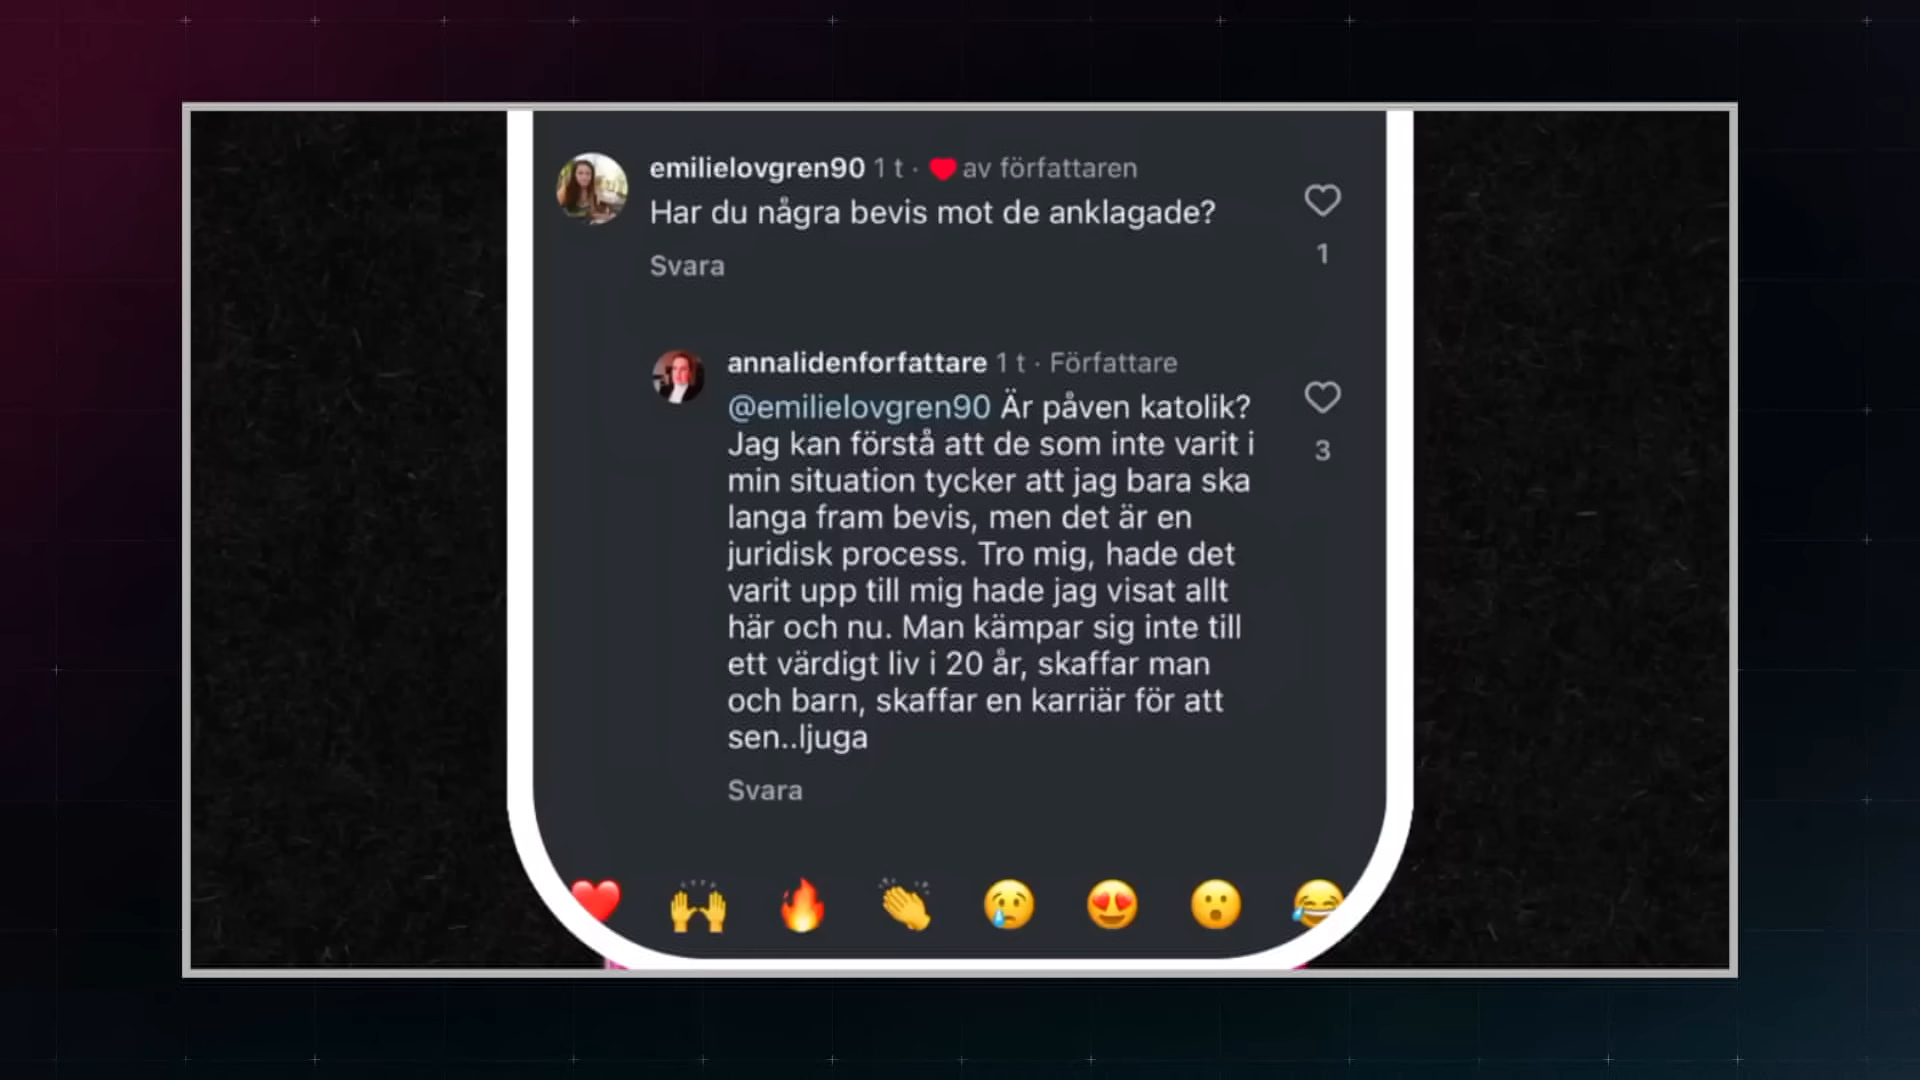 emilielovgren90 1 t · ❤️ av författaren
Har du några bevis mot de anklagade?
1
Svara
annalidenforfattare 1 t · Författare
@emilielovgren90 Är påven katolik?
Jag kan förstå att de som inte varit i
min situation tycker att jag bara ska
langa fram bevis, men det är en
juridisk process. Tro mig, hade det
varit upp till mig hade jag visat allt
här och nu. Man kämpar sig inte till
ett värdigt liv i 20 år, skaffar man
och barn, skaffar en karriär för att
sen..ljuga
3
Svara